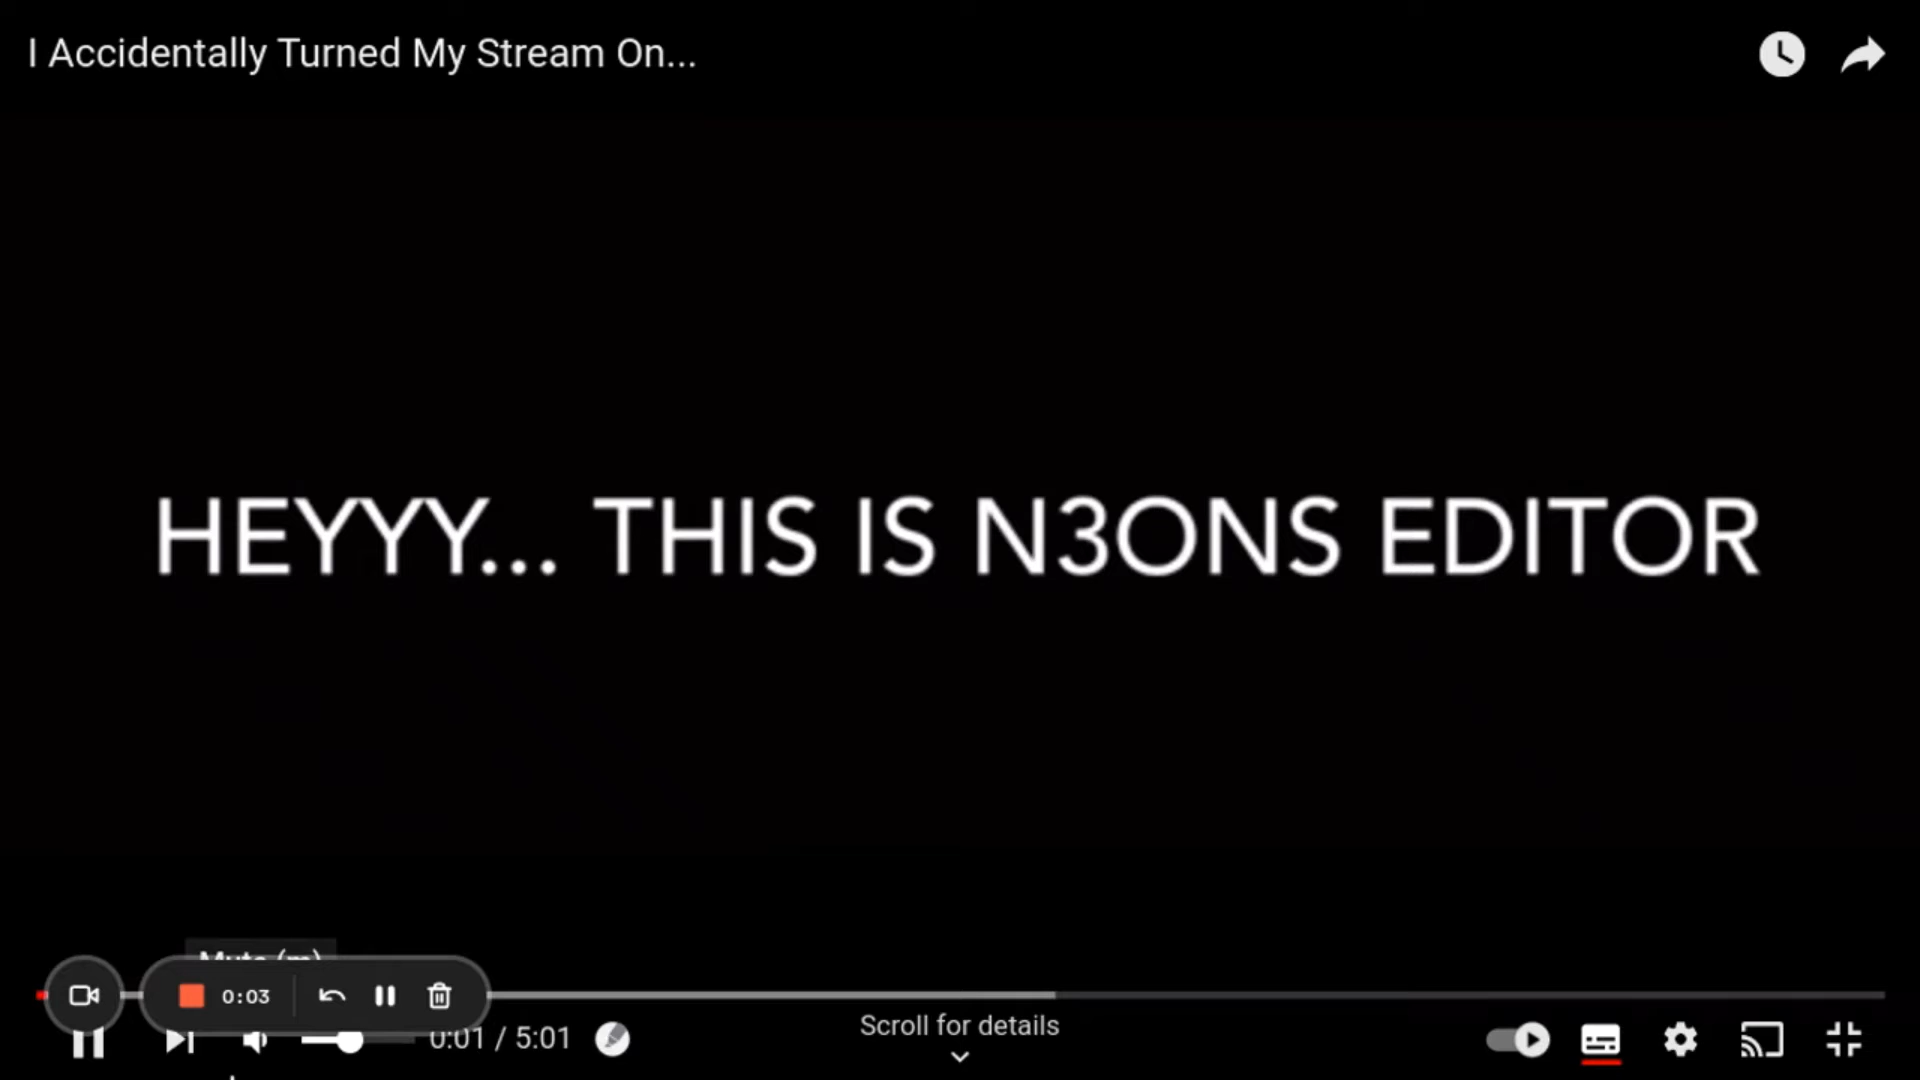 I Accidentally Turned My Stream On...
HEYYY... THIS IS N3ONS EDITOR
Mute (m)
0:03
0:01 / 5:01
Scroll for details